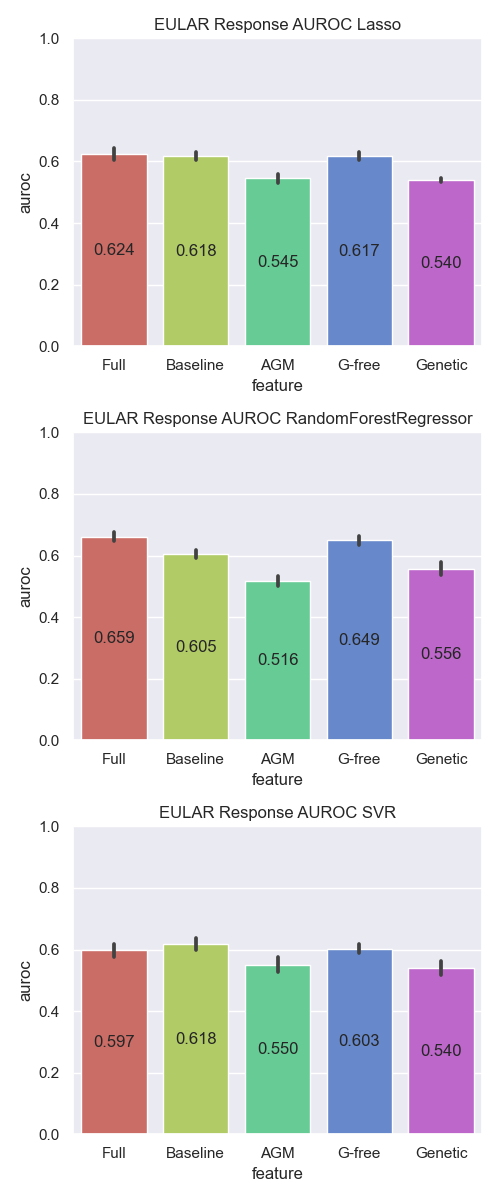 EULAR Response AUROC Lasso
1.0
0.8
0.6
0.4
0.2
0.0
auroc
0.624
0.618
0.545
0.617
0.540
Full Baseline AGM G-free Genetic
feature
EULAR Response AUROC RandomForestRegressor
1.0
0.8
0.6
0.4
0.2
0.0
auroc
0.659
0.605
0.516
0.649
0.556
Full Baseline AGM G-free Genetic
feature
EULAR Response AUROC SVR
1.0
0.8
0.6
0.4
0.2
0.0
auroc
0.597
0.618
0.550
0.603
0.540
Full Baseline AGM G-free Genetic
feature